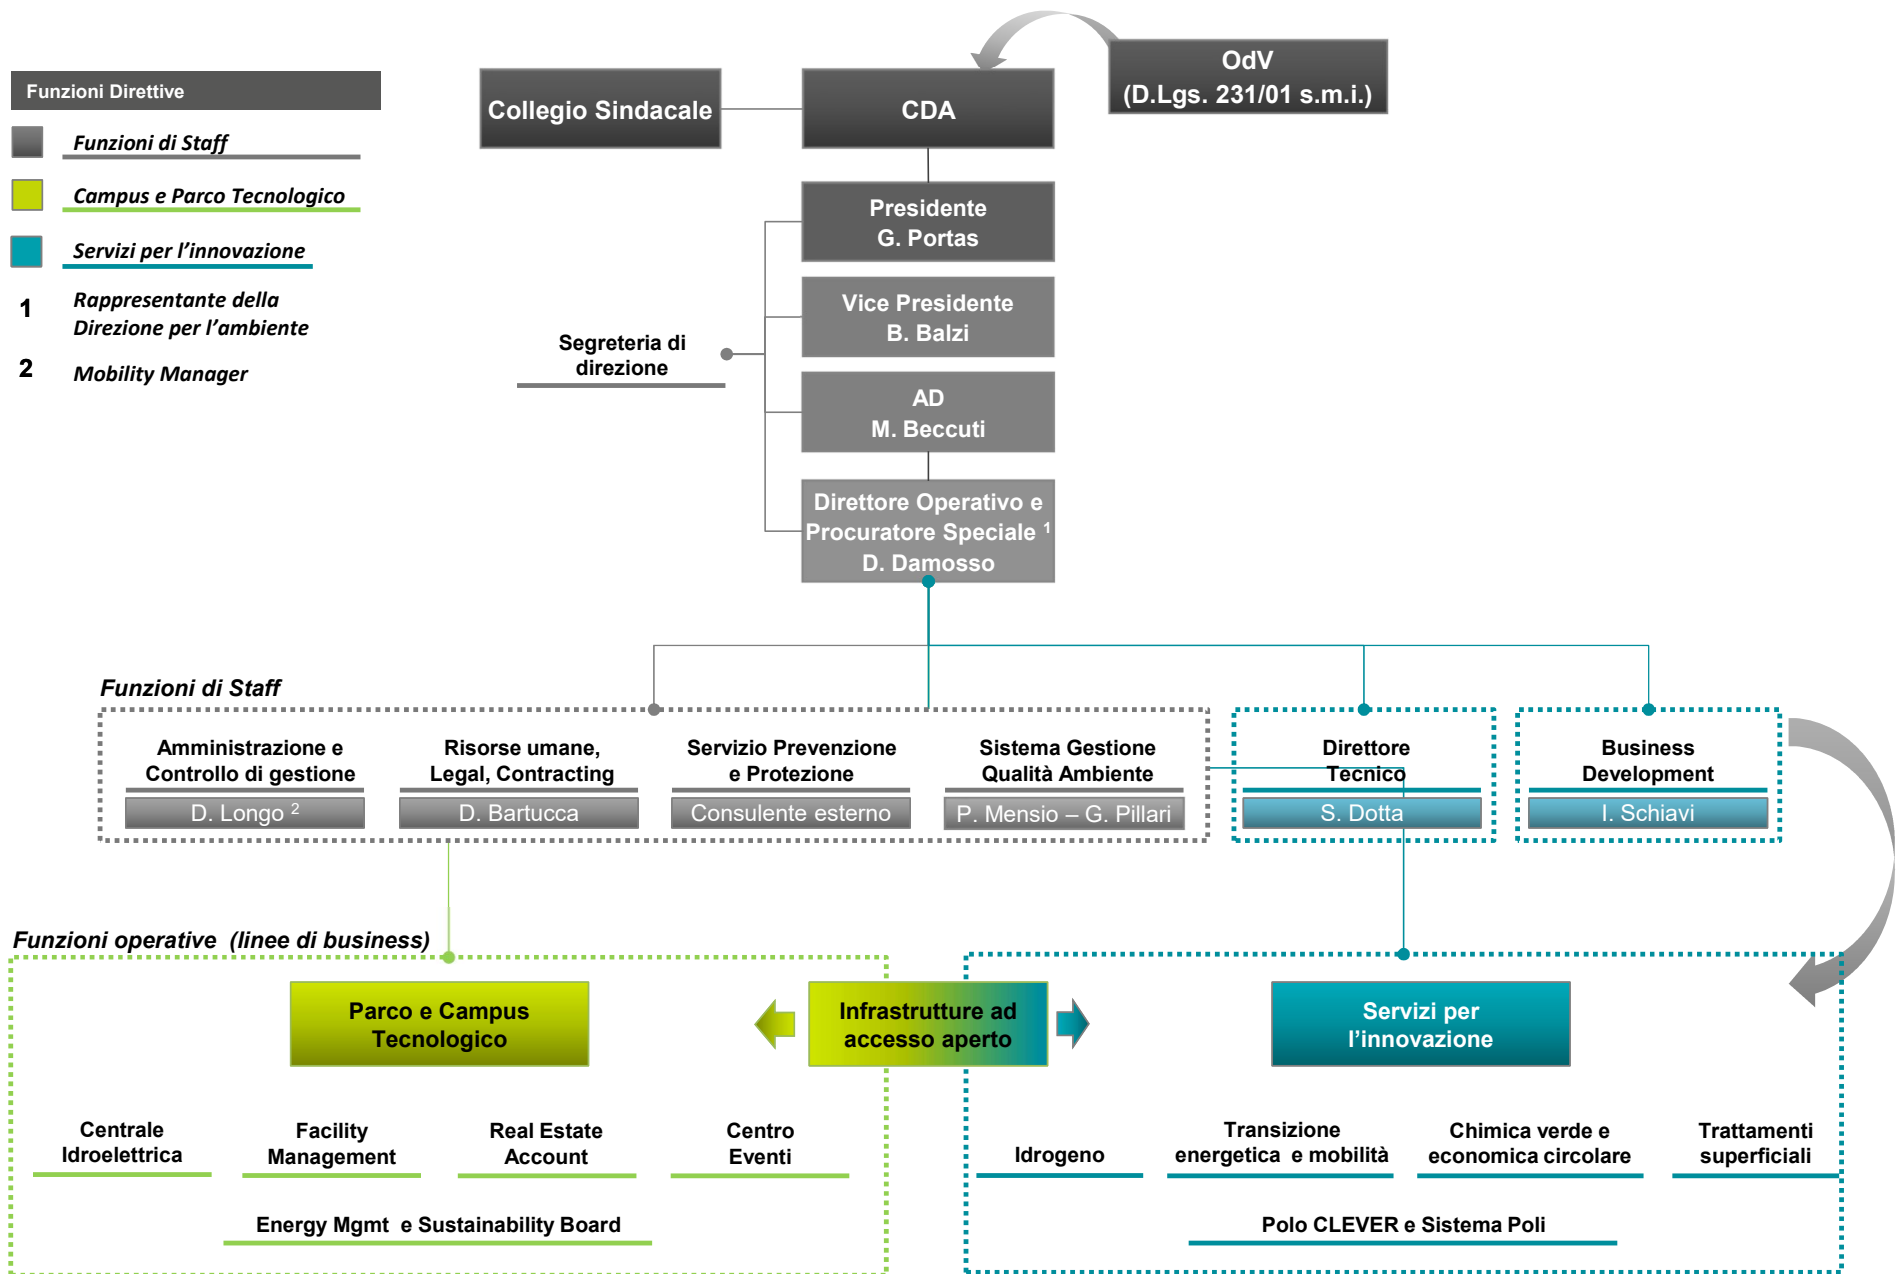 Funzioni Direttive
Funzioni di Staff
Campus e Parco Tecnologico
Servizi per l'innovazione
1 Rappresentante della
Direzione per l'ambiente
2 Mobility Manager
Collegio Sindacale
CDA
OdV
(D.Lgs. 231/01 s.m.i.)
Presidente
G. Portas
Vice Presidente
B. Balzi
Segreteria di
direzione
AD
M. Beccuti
Direttore Operativo e
Procuratore Speciale ¹
D. Damosso
Funzioni di Staff
Amministrazione e
Controllo di gestione
D. Longo ²
Risorse umane,
Legal, Contracting
D. Bartucca
Servizio Prevenzione
e Protezione
Consulente esterno
Sistema Gestione
Qualità Ambiente
P. Mensio – G. Pillari
Direttore
Tecnico
S. Dotta
Business
Development
I. Schiavi
Funzioni operative (linee di business)
Parco e Campus
Tecnologico
Infrastrutture ad
accesso aperto
Servizi per
l'innovazione
Centrale
Idroelettrica
Facility
Management
Real Estate
Account
Centro
Eventi
Energy Mgmt e Sustainability Board
Idrogeno
Transizione
energetica e mobilità
Chimica verde e
economica circolare
Trattamenti
superficiali
Polo CLEVER e Sistema Poli